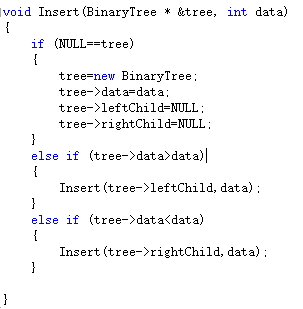 void Insert(BinaryTree * &tree, int data)
{
    if (NULL==tree)
    {
        tree=new BinaryTree;
        tree->data=data;
        tree->leftChild=NULL;
        tree->rightChild=NULL;
    }
    else if (tree->data>data)
    {
        Insert(tree->leftChild,data);
    }
    else if (tree->data<data)
    {
        Insert(tree->rightChild,data);
    }
}